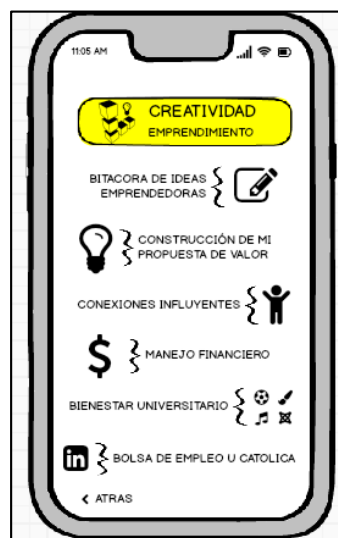 11:05 AM
CREATIVIDAD
EMPRENDIMIENTO
BITACORA DE IDEAS
EMPRENDEDORAS
CONSTRUCCIÓN DE MI
PROPUESTA DE VALOR
CONEXIONES INFLUYENTES
MANEJO FINANCIERO
BIENESTAR UNIVERSITARIO
in
BOLSA DE EMPLEO U CATOLICA
< ATRAS